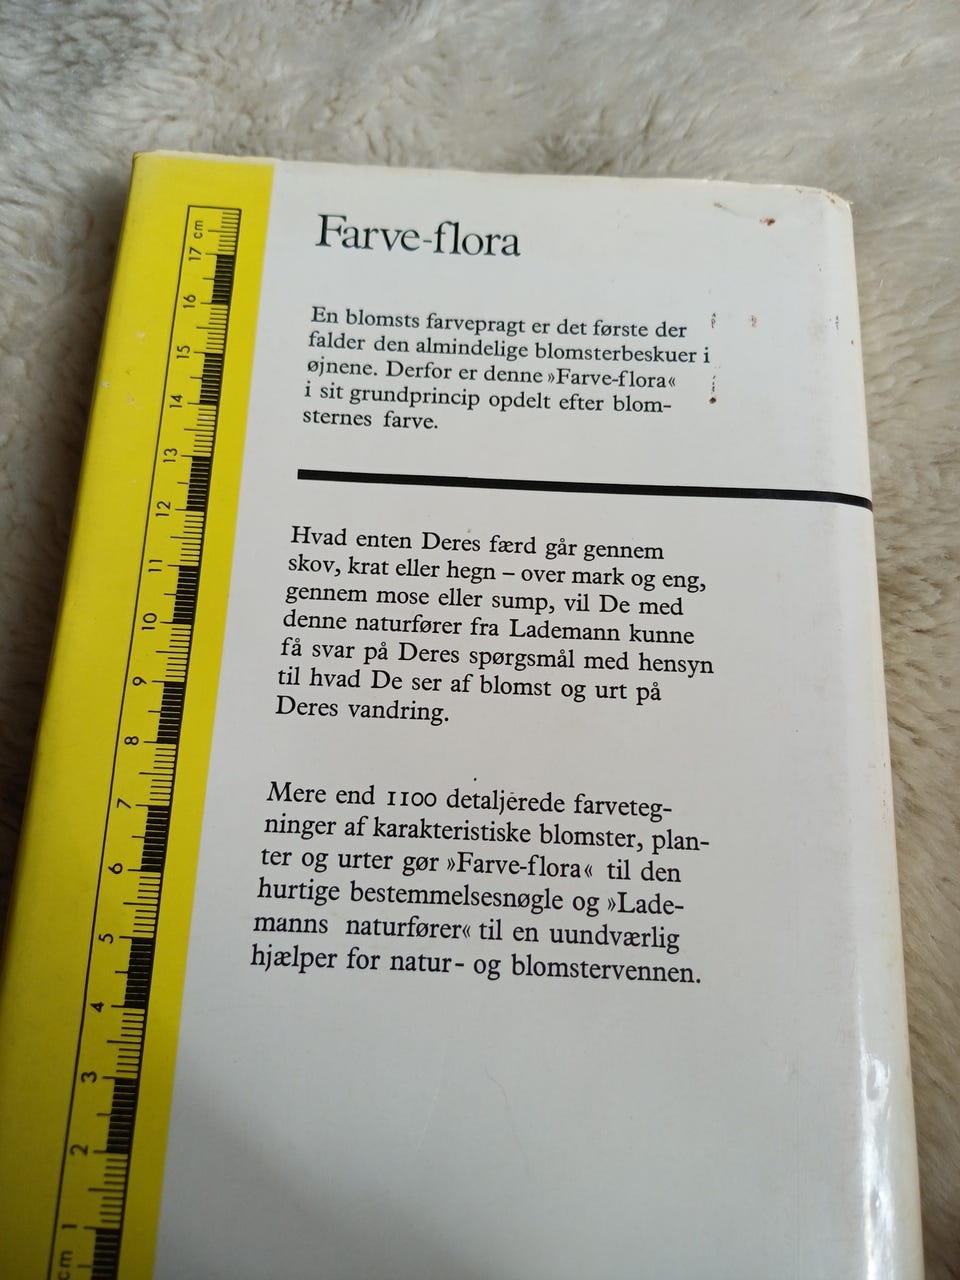 Farve-flora
En blomsts farvepragt er det første der
falder den almindelige blomsterbeskuer i
øjnene. Derfor er denne »Farve-flora«
i sit grundprincip opdelt efter blom-
sternes farve.
Hvad enten Deres færd går gennem
skov, krat eller hegn – over mark og eng,
gennem mose eller sump, vil De med
denne naturfører fra Lademann kunne
få svar på Deres spørgsmål med hensyn
til hvad De ser af blomst og urt på
Deres vandring.
Mere end 1100 detaljerede farveteg-
ninger af karakteristiske blomster, plan-
ter og urter gør »Farve-flora« til den
hurtige bestemmelsesnøgle og »Lade-
manns naturfører« til en uundværlig
hjælper for natur- og blomstervennen.
cm 1 2 3 4 5 6 7 8 9 10 11 12 13 14 15 16 17 cm